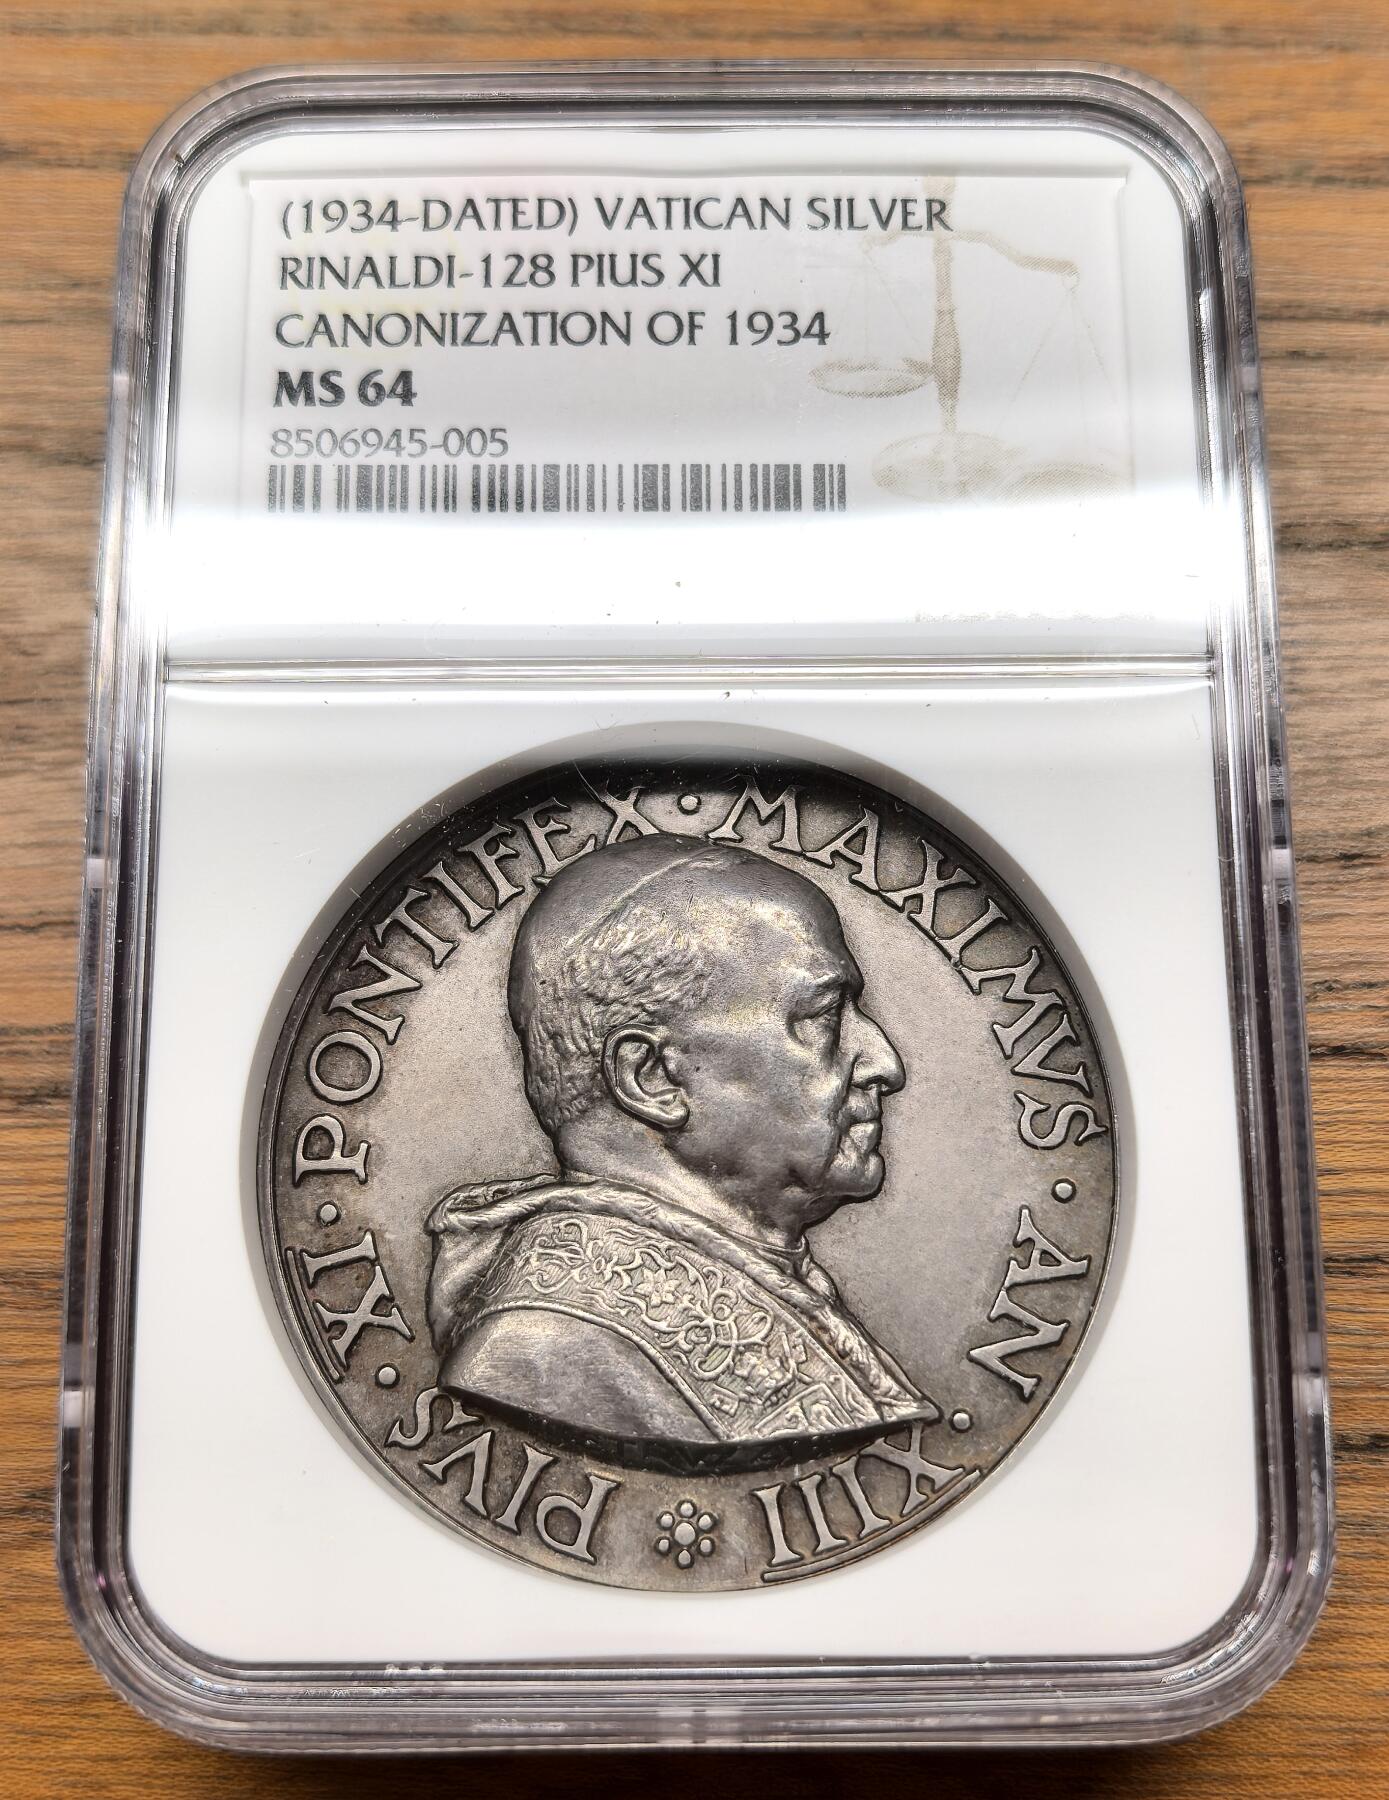 (1934-DATED) VATICAN SILVER
RINALDI-128 PIUS XI
CANONIZATION OF 1934
MS 64
8506945-005
PIVS · XI · PONTIFEX · MAXIMVS · AN · XIII